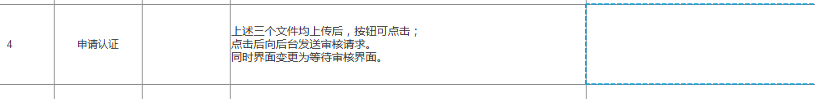 4
申请认证
上述三个文件均上传后，按钮可点击；
点击后向后台发送审核请求。
同时界面变更为等待审核界面。